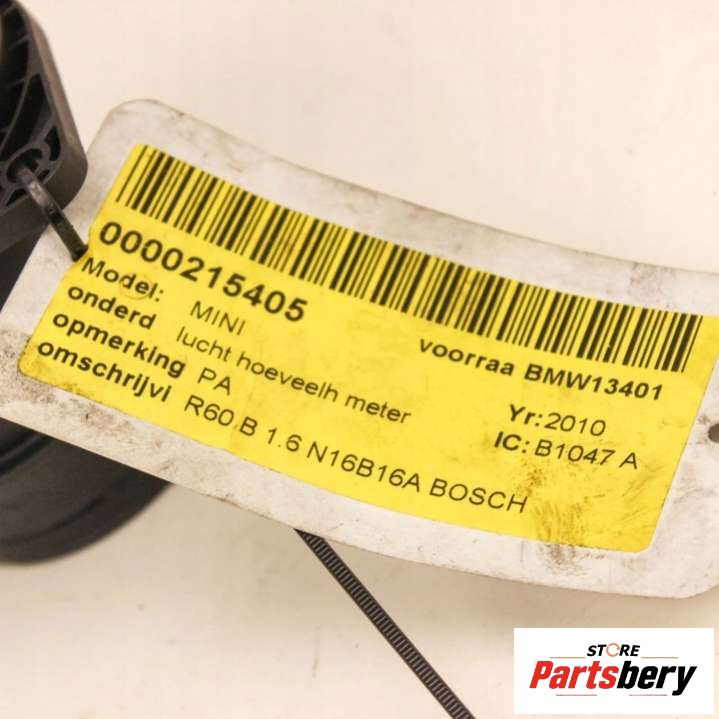 0000215405
Model: MINI voorraa BMW13401
onderd lucht hoeveelh meter
opmerking PA Yr: 2010
omschrijvi R60 B 1.6 N16B16A BOSCH IC: B1047 A
STORE
Partsbery